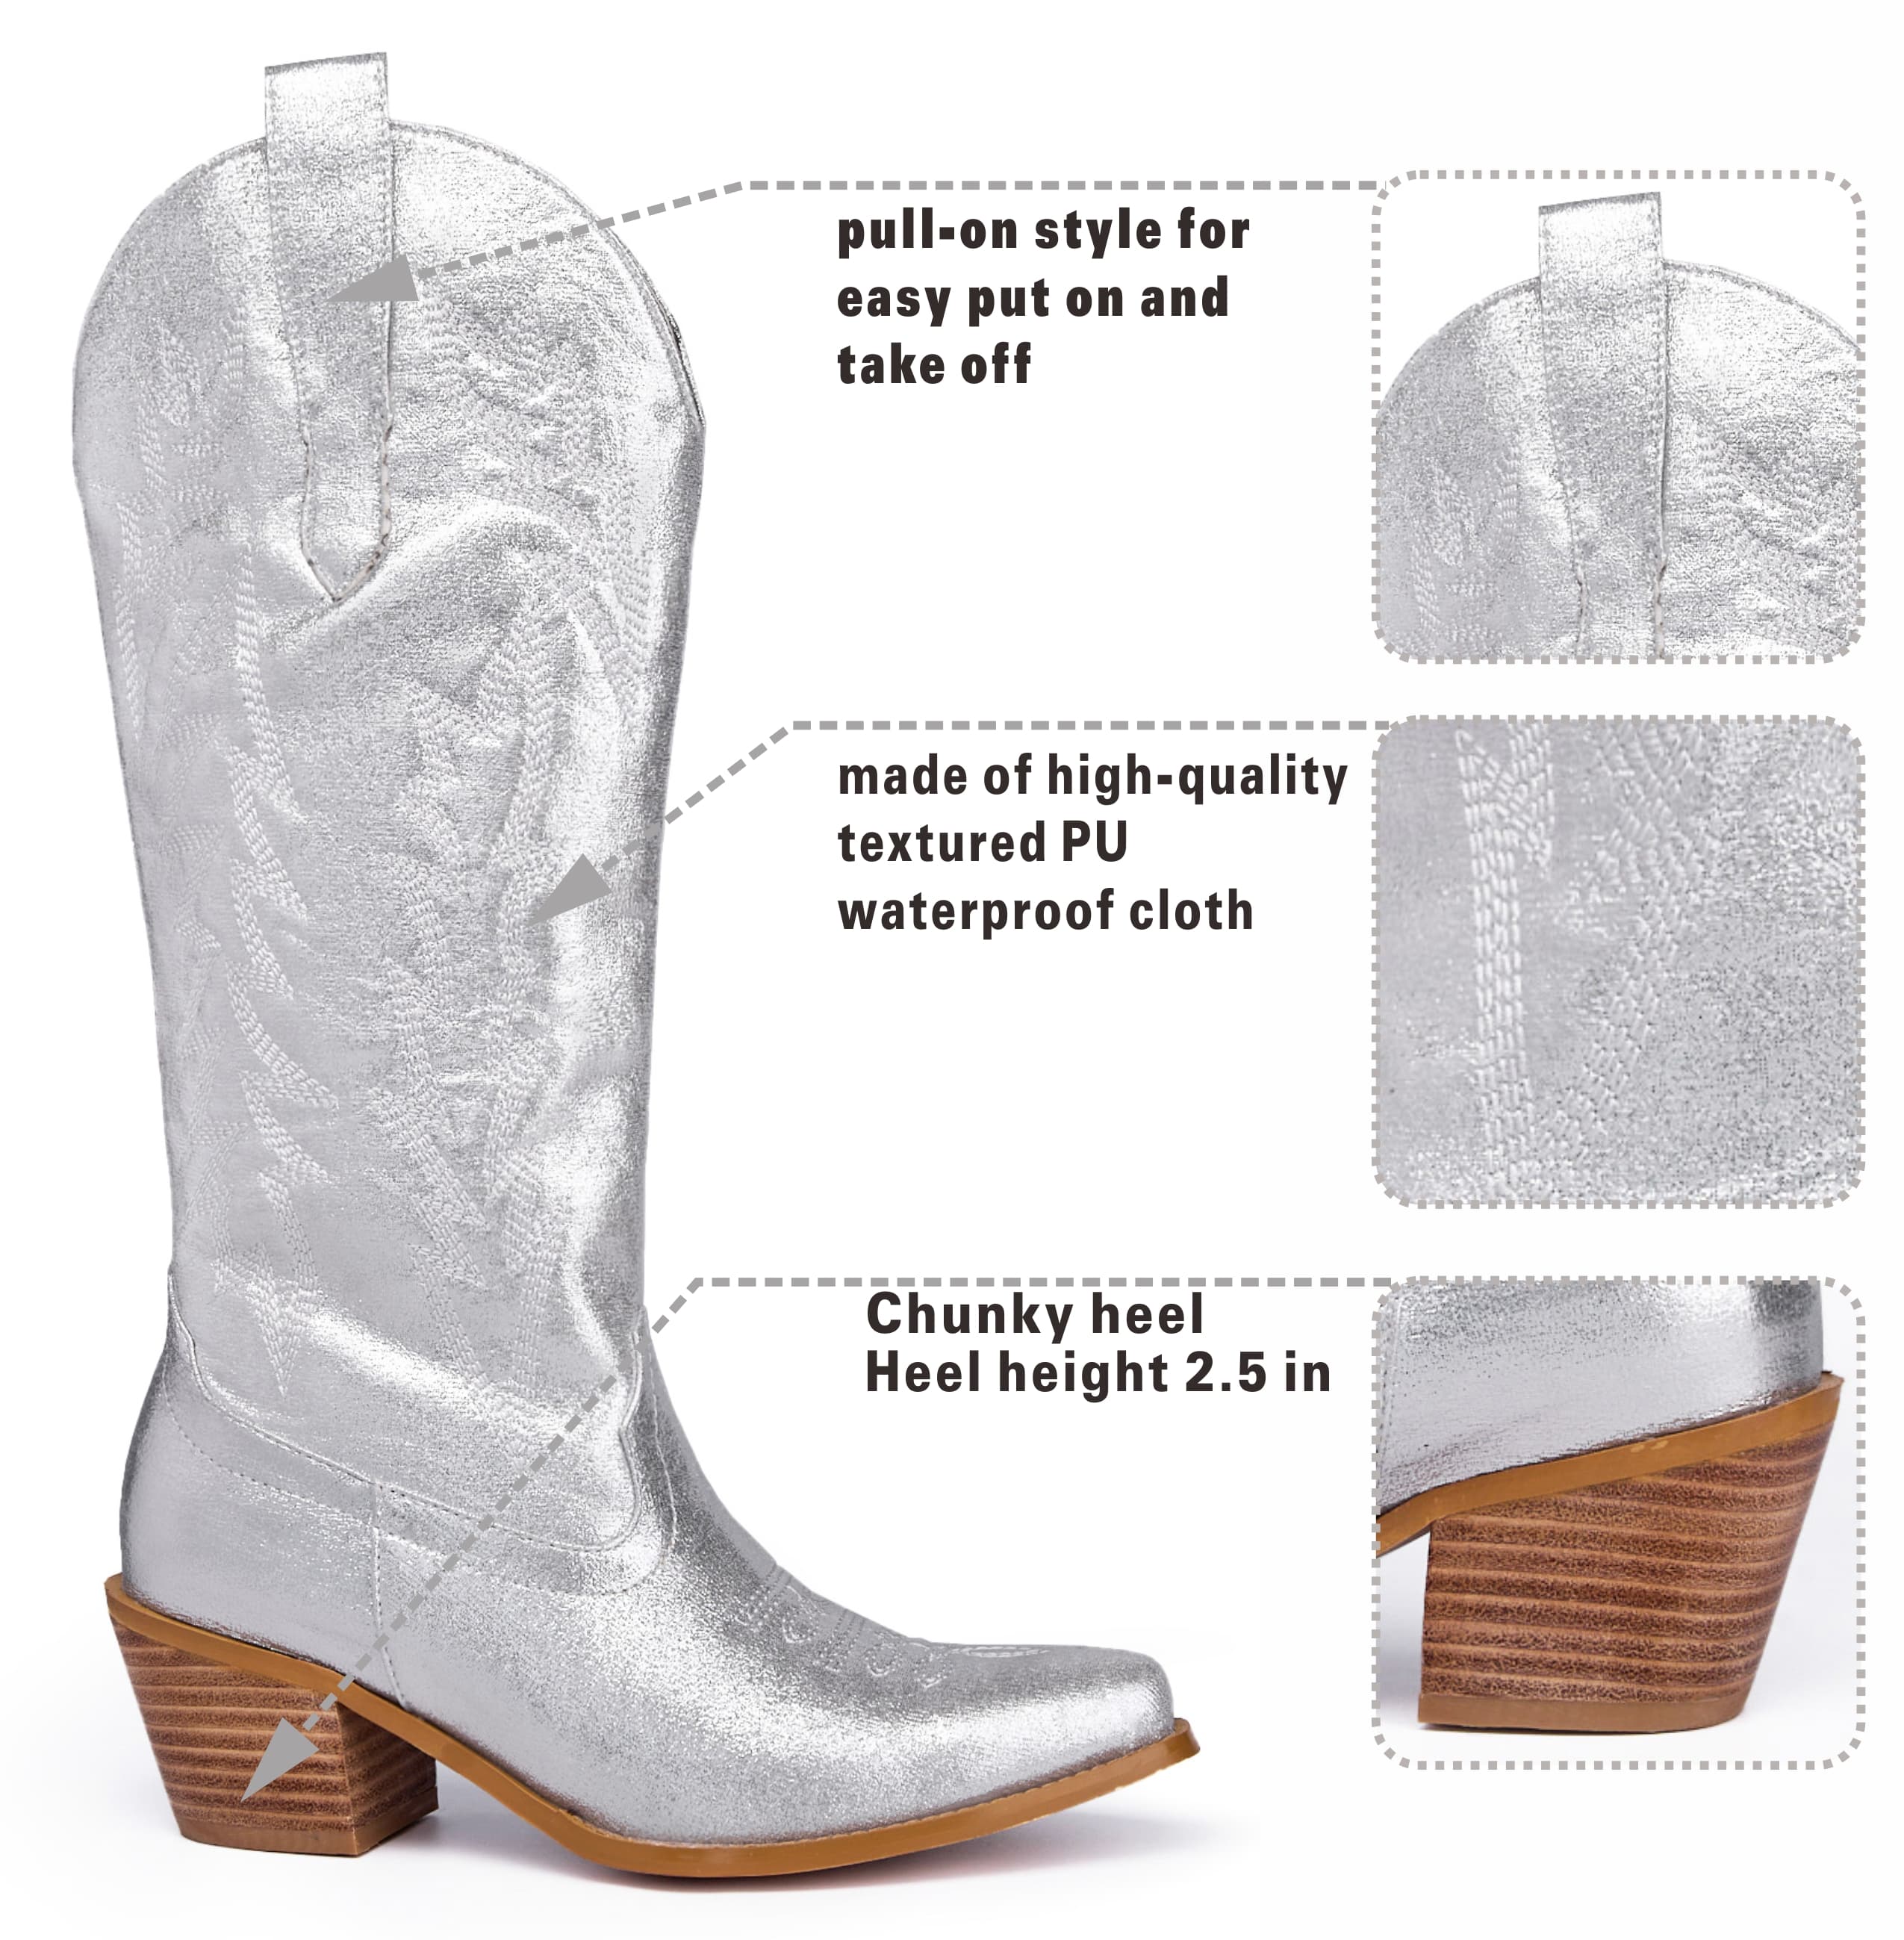 pull-on style for
easy put on and
take off
made of high-quality
textured PU
waterproof cloth
Chunky heel
Heel height 2.5 in